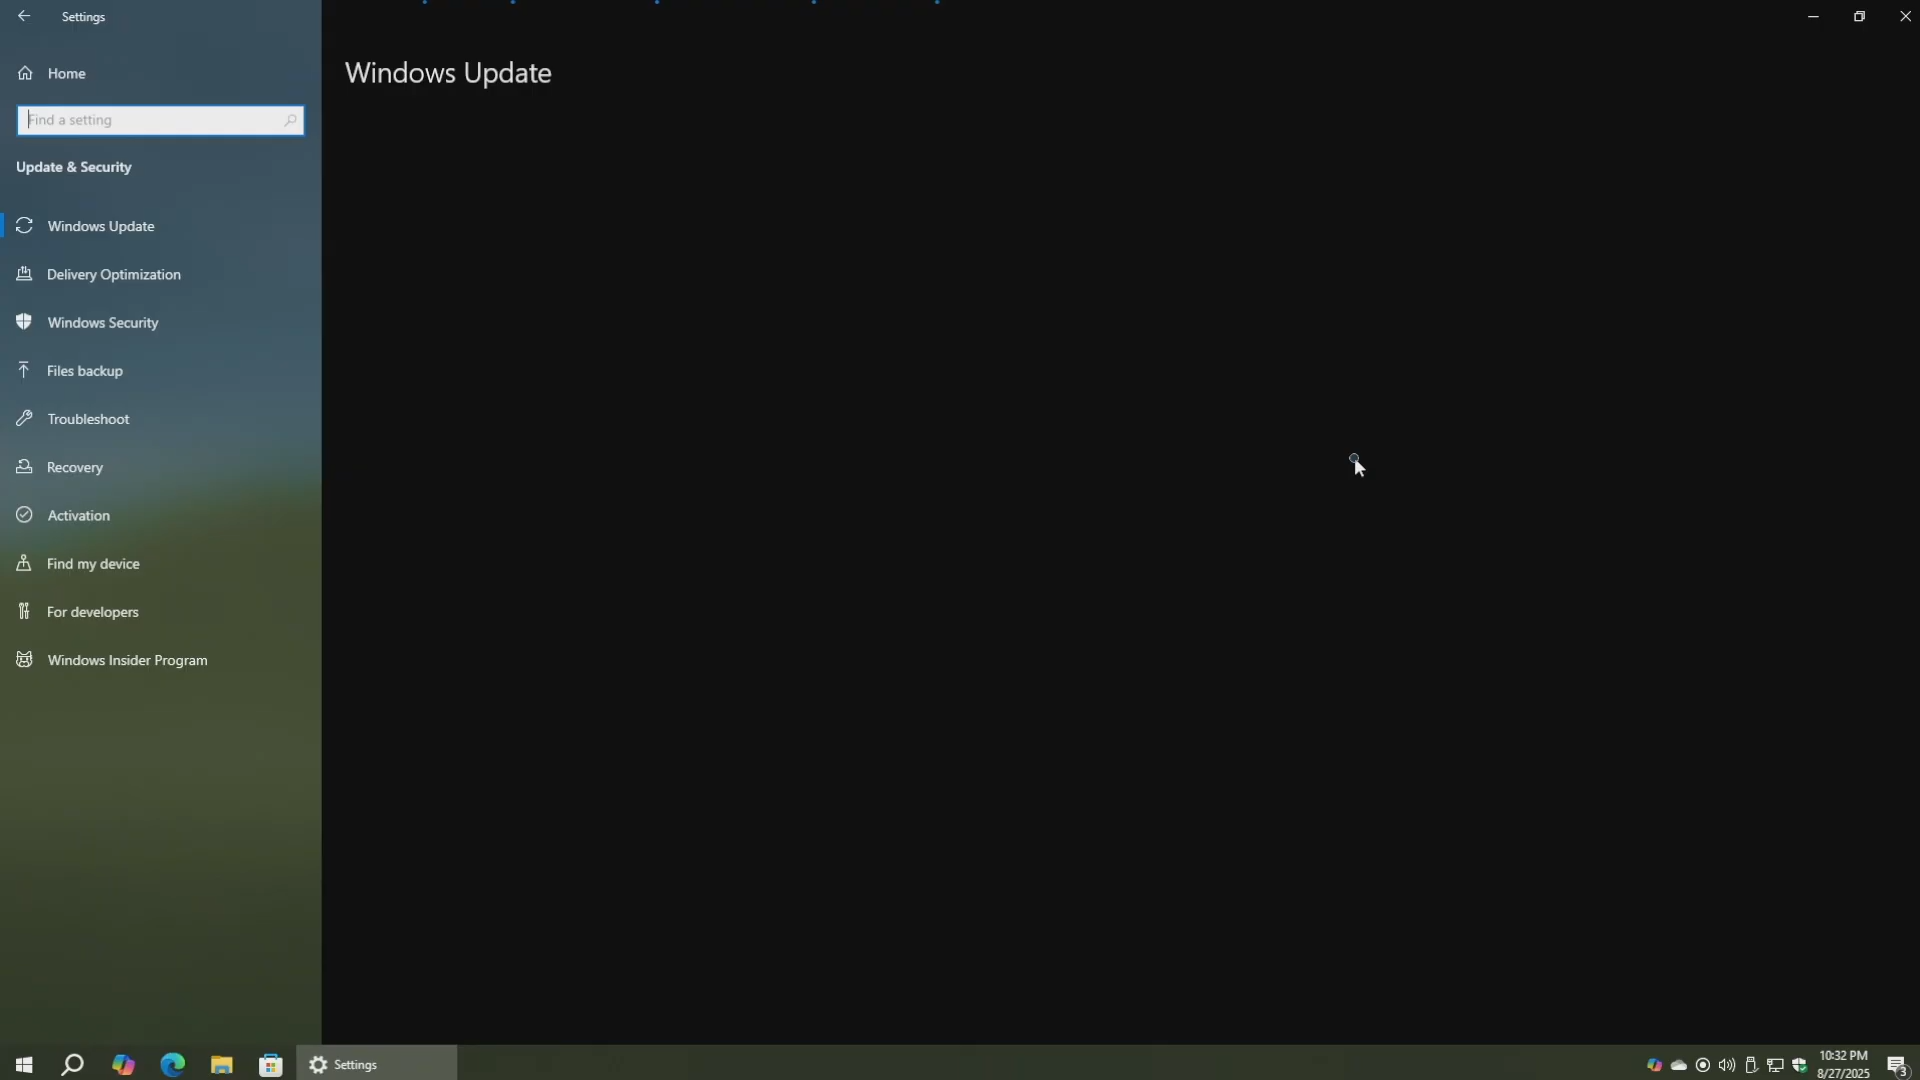 Settings
Home
Find a setting
Update & Security
Windows Update
Delivery Optimization
Windows Security
Files backup
Troubleshoot
Recovery
Activation
Find my device
For developers
Windows Insider Program
Windows Update
Settings
10:32 PM
8/27/2025
3